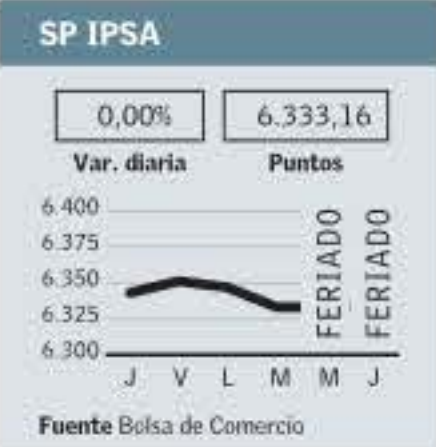 SP IPSA
0,00% 6.333,16
Var. diaria Puntos
6.400
6.375
6.350
6.325
6.300
FERIADO
FERIADO
J V L M M J
Fuente Bolsa de Comercio